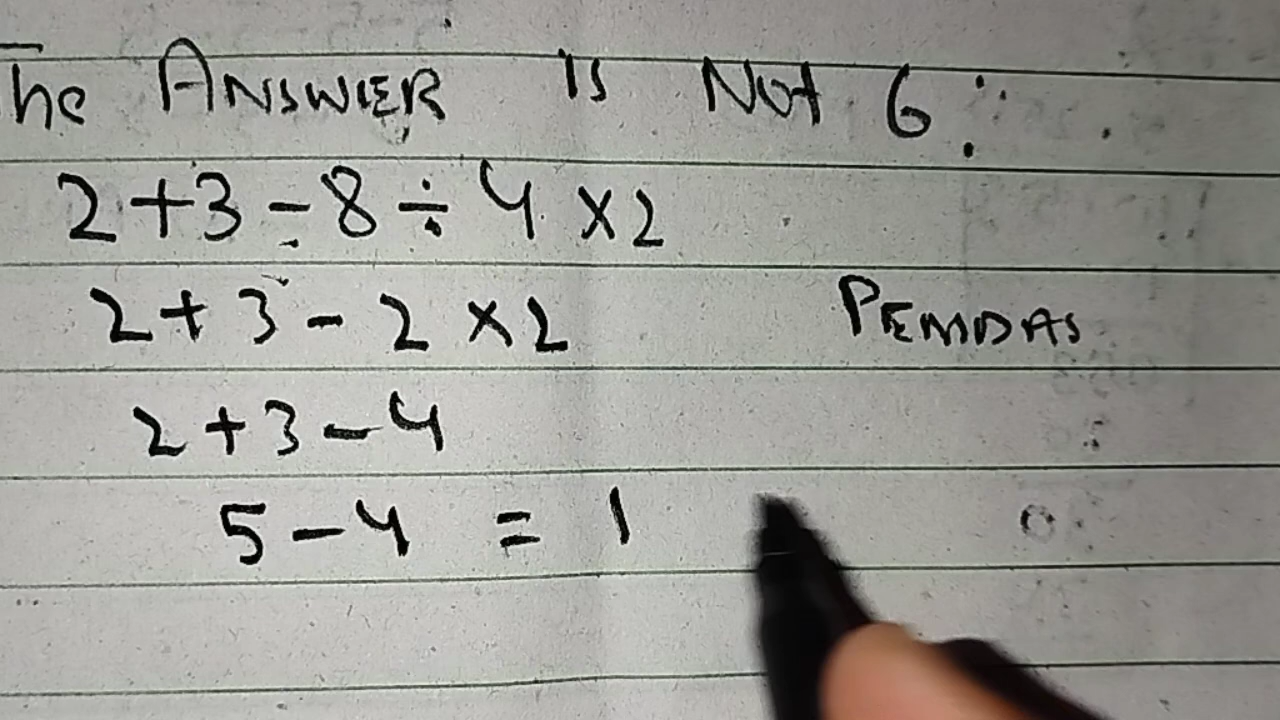 The ANSWER Is Not 6:
2+3-8÷4×2
2+3-2×2
PEMDAS
2+3-4
5-4 = 1